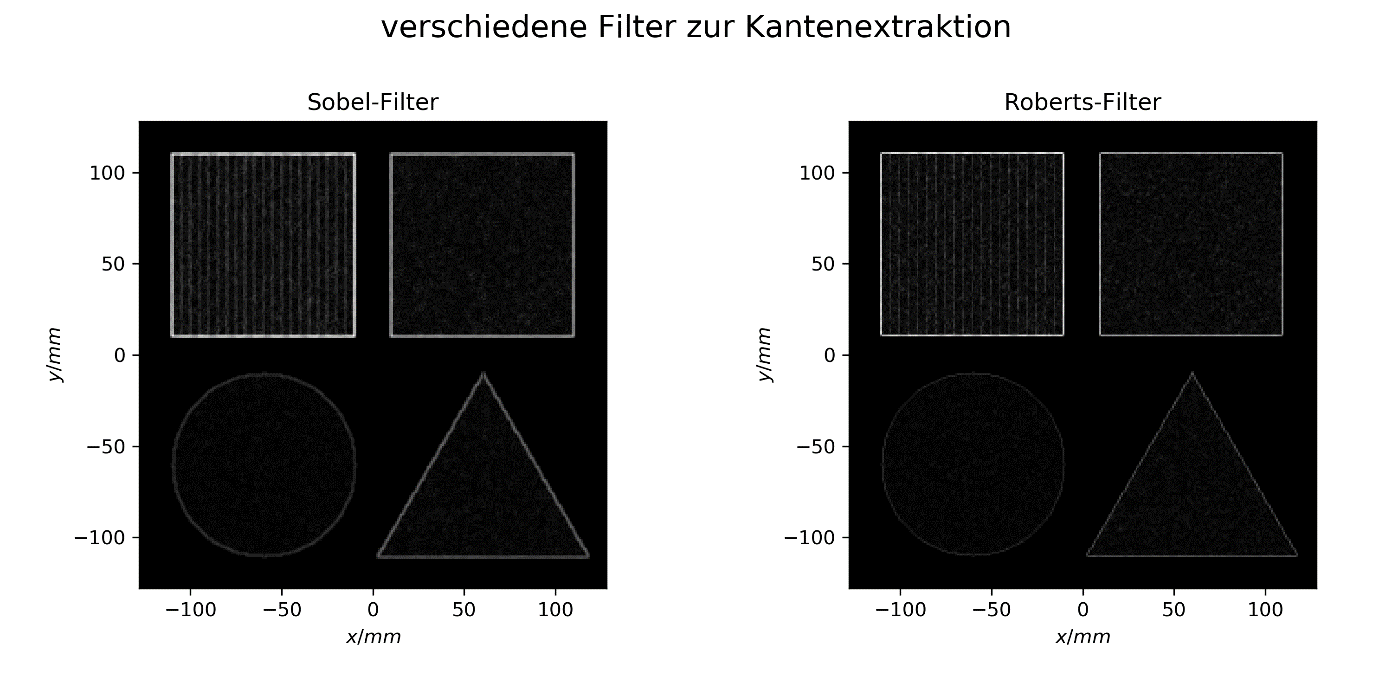 verschiedene Filter zur Kantenextraktion
Sobel-Filter
100
50
0
−50
−100
y/mm
−100 −50 0 50 100
x/mm
Roberts-Filter
100
50
0
−50
−100
y/mm
−100 −50 0 50 100
x/mm